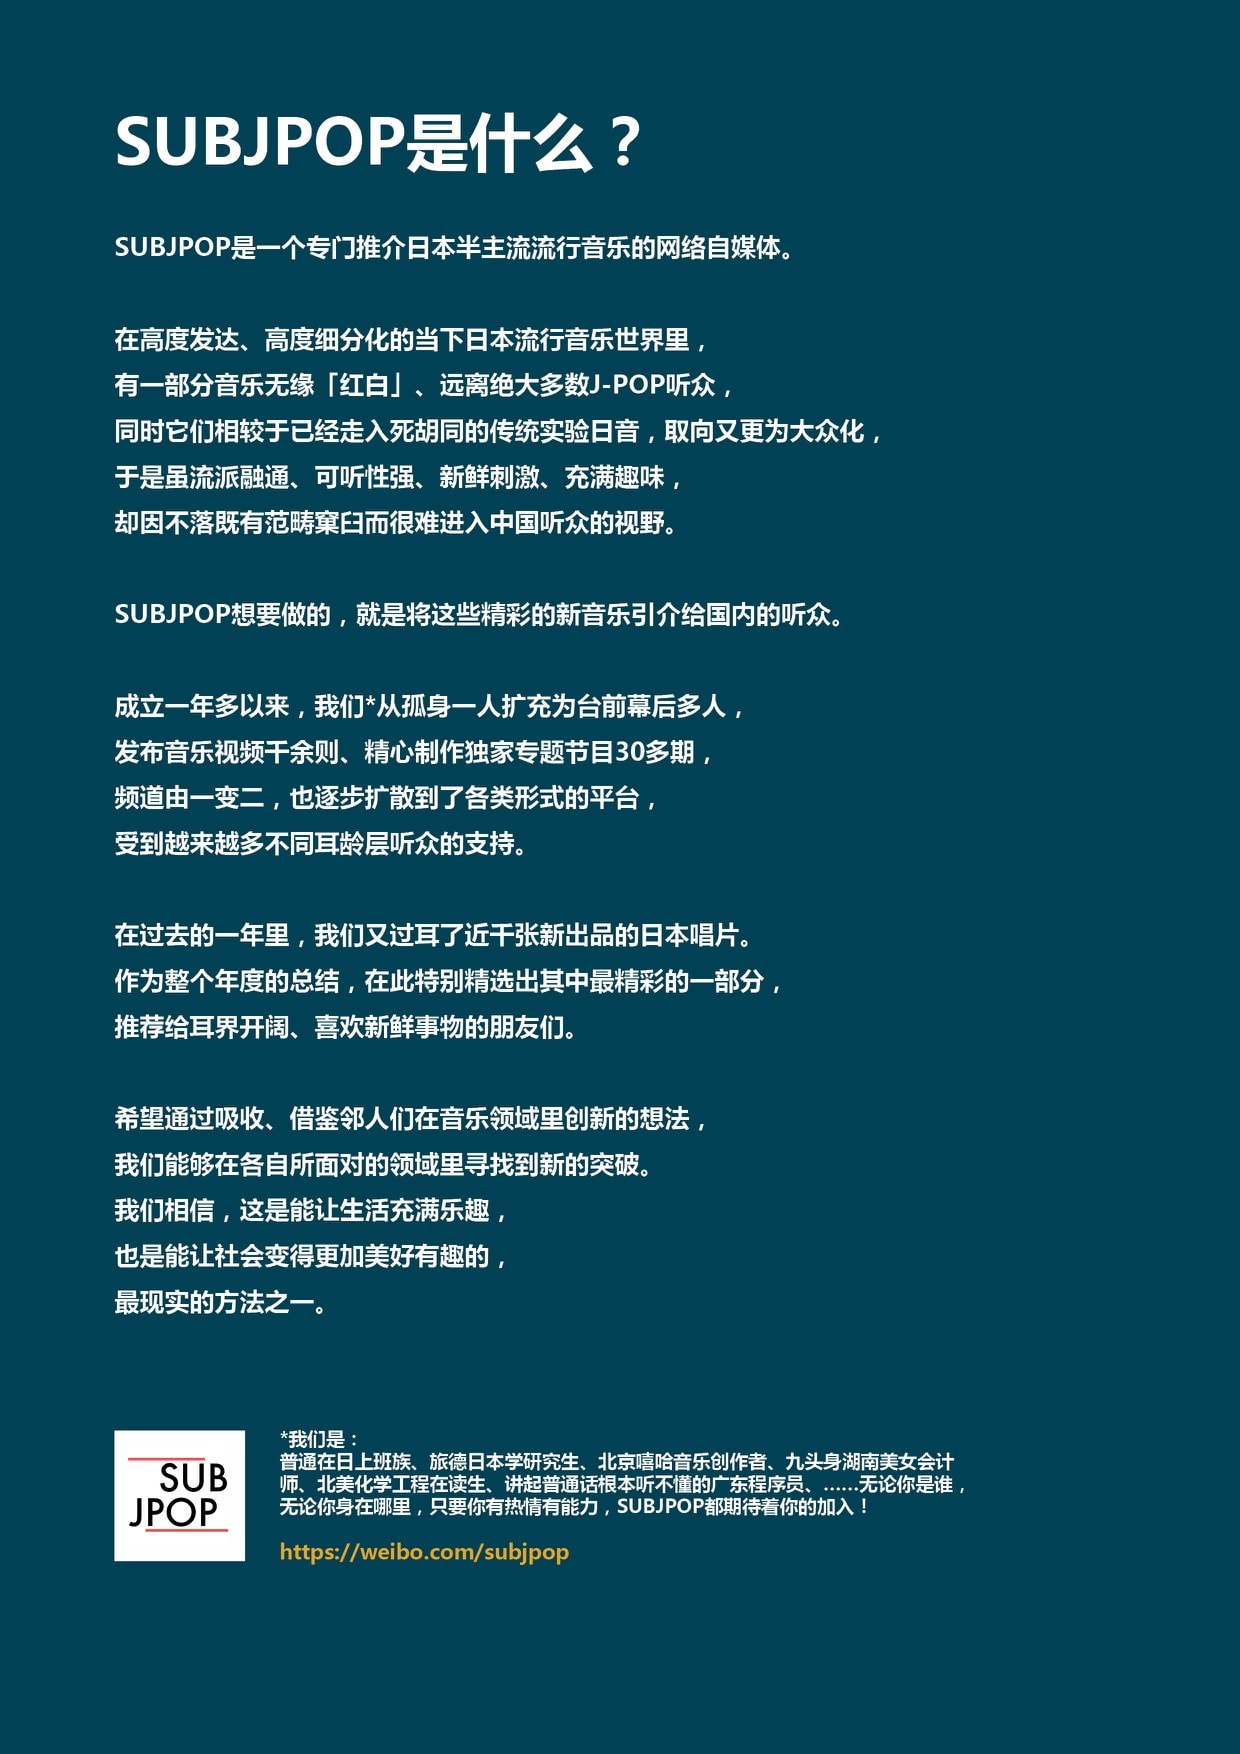 SUBJPOP是什么？
SUBJPOP是一个专门推介日本半主流流行音乐的网络自媒体。
在高度发达、高度细分化的当下日本流行音乐世界里，
有一部分音乐无缘「红白」、远离绝大多数J-POP听众，
同时它们相较于已经走入死胡同的传统实验日音，取向又更为大众化，
于是虽流派融通、可听性强、新鲜刺激、充满趣味，
却因不落既有范畴窠臼而很难进入中国听众的视野。
SUBJPOP想要做的，就是将这些精彩的新音乐引介给国内的听众。
成立一年多以来，我们*从孤身一人扩充为台前幕后多人，
发布音乐视频千余则、精心制作独家专题节目30多期，
频道由一变二，也逐步扩散到了各类形式的平台，
受到越来越多不同耳龄层听众的支持。
在过去的一年里，我们又过耳了近千张新出品的日本唱片。
作为整个年度的总结，在此特别精选出其中最精彩的一部分，
推荐给耳界开阔、喜欢新鲜事物的朋友们。
希望通过吸收、借鉴邻人们在音乐领域里创新的想法，
我们能够在各自所面对的领域里寻找到新的突破。
我们相信，这是能让生活充满乐趣，
也是能让社会变得更加美好有趣的，
最现实的方法之一。
SUB
JPOP
*我们是：
普通在日上班族、旅德日本学研究生、北京嘻哈音乐创作者、九头身湖南美女会计
师、北美化学工程在读生、讲起普通话根本听不懂的广东程序员、……无论你是谁，
无论你身在哪里，只要你有热情有能力，SUBJPOP都期待着你的加入！
https://weibo.com/subjpop